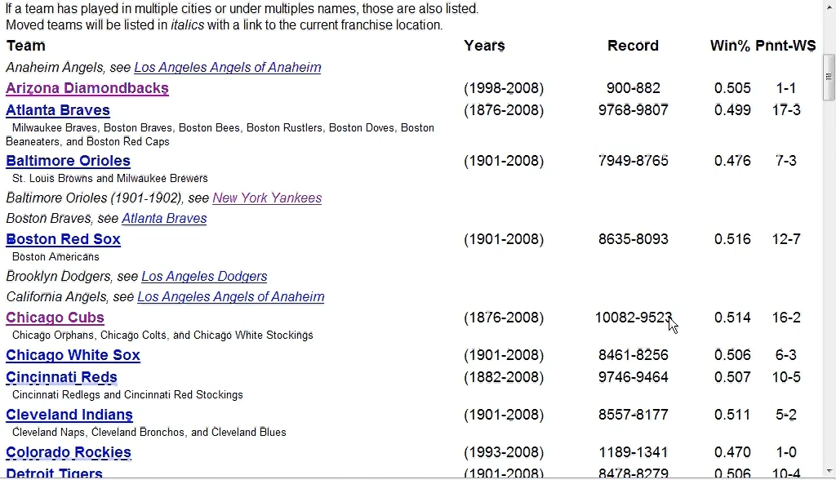 If a team has played in multiple cities or under multiples names, those are also listed.
Moved teams will be listed in italics with a link to the current franchise location.
Team Years Record Win% Pnnt-WS
Anaheim Angels, see Los Angeles Angels of Anaheim
Arizona Diamondbacks (1998-2008) 900-882 0.505 1-1
Atlanta Braves (1876-2008) 9768-9807 0.499 17-3
Milwaukee Braves, Boston Braves, Boston Bees, Boston Rustlers, Boston Doves, Boston
Beaneaters, and Boston Red Caps
Baltimore Orioles (1901-2008) 7949-8765 0.476 7-3
St. Louis Browns and Milwaukee Brewers
Baltimore Orioles (1901-1902), see New York Yankees
Boston Braves, see Atlanta Braves
Boston Red Sox (1901-2008) 8635-8093 0.516 12-7
Boston Americans
Brooklyn Dodgers, see Los Angeles Dodgers
California Angels, see Los Angeles Angels of Anaheim
Chicago Cubs (1876-2008) 10082-9523 0.514 16-2
Chicago Orphans, Chicago Colts, and Chicago White Stockings
Chicago White Sox (1901-2008) 8461-8256 0.506 6-3
Cincinnati Reds (1882-2008) 9746-9464 0.507 10-5
Cincinnati Redlegs and Cincinnati Red Stockings
Cleveland Indians (1901-2008) 8557-8177 0.511 5-2
Cleveland Naps, Cleveland Bronchos, and Cleveland Blues
Colorado Rockies (1993-2008) 1189-1341 0.470 1-0
Detroit Tigers (1901-2008) 8478-8279 0.506 10-4